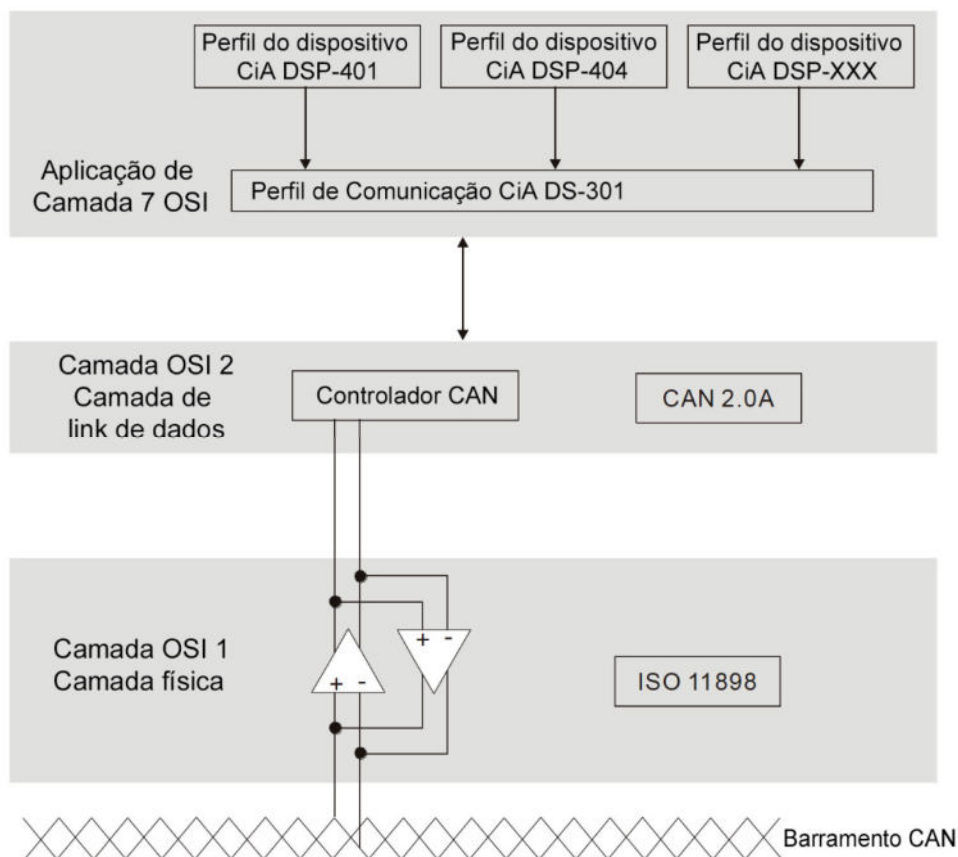 Perfil do dispositivo
CiA DSP-401
Perfil do dispositivo
CiA DSP-404
Perfil do dispositivo
CiA DSP-XXX
Aplicação de
Camada 7 OSI
Perfil de Comunicação CiA DS-301
Camada OSI 2
Camada de
link de dados
Controlador CAN
CAN 2.0A
Camada OSI 1
Camada física
+ -
+ -
ISO 11898
Barramento CAN